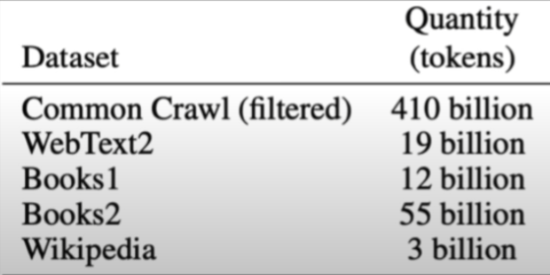 Quantity
Dataset (tokens)
Common Crawl (filtered) 410 billion
WebText2 19 billion
Books1 12 billion
Books2 55 billion
Wikipedia 3 billion